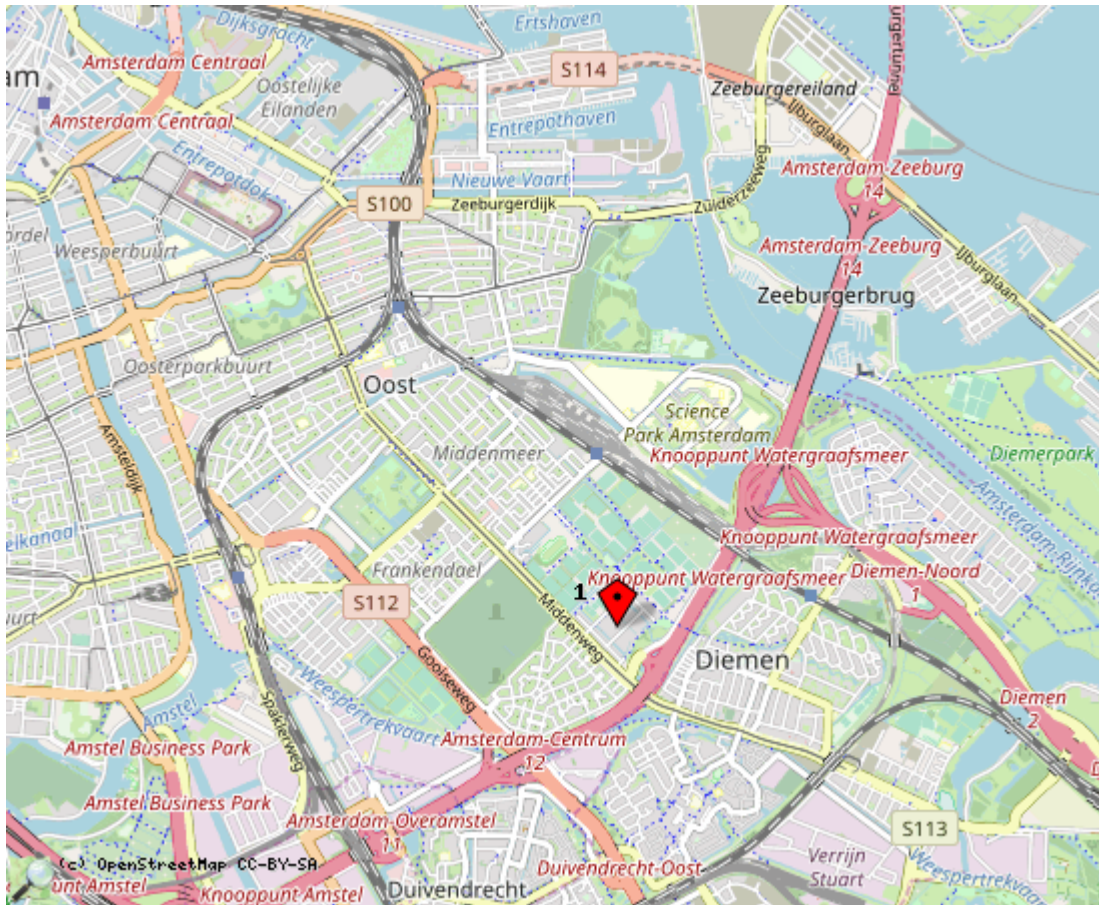 Dijksgracht
Ertshaven
Amsterdam Centraal
S114
am
Oostelijke
Eilanden
Zeeburgereiland
IJburglaan
Amsterdam Centraal
Entrepothaven
Entrepotdok
Nieuwe Vaart
Amsterdam-Zeeburg
14
S100
Zeeburgerdijk
Zuiderzeeweg
Weesperbuurt
Amsterdam-Zeeburg
14
IJburglaan
Zeeburgerbrug
Oosterparkbuurt
Oost
Science
Park Amsterdam
Amsteldijk
Middenmeer
Knooppunt Watergraafsmeer
Diemerpark
Knooppunt Watergraafsmeer
Frankendael
Knooppunt Watergraafsmeer
Diemen-Noord
1
1
S112
Middenweg
Diemen
Gooiseweg
Weespertrekvaart
Spaklerweg
Amstel
Diemen
2
Amstel Business Park
Amsterdam-Centrum
12
Amstel Business Park
Amsterdam-Overamstel
11
S113
(c) OpenStreetMap CC-BY-SA
Duivendrecht-Oost
Verrijn
Stuart
Knooppunt Amstel
Duivendrecht